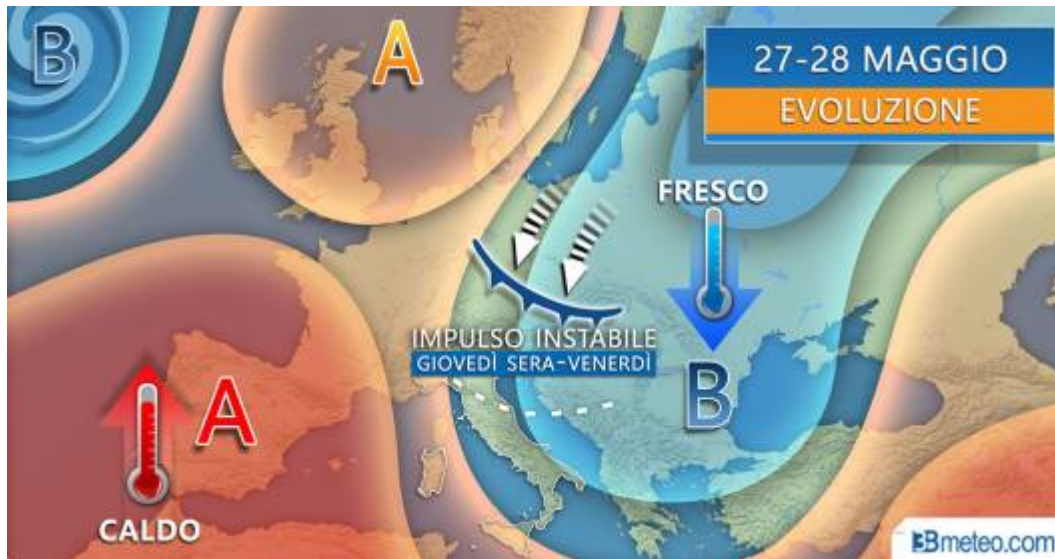 B
A
27-28 MAGGIO
EVOLUZIONE
FRESCO
IMPULSO INSTABILE
GIOVEDÌ SERA-VENERDÌ
B
A
CALDO
3Bmeteo.com